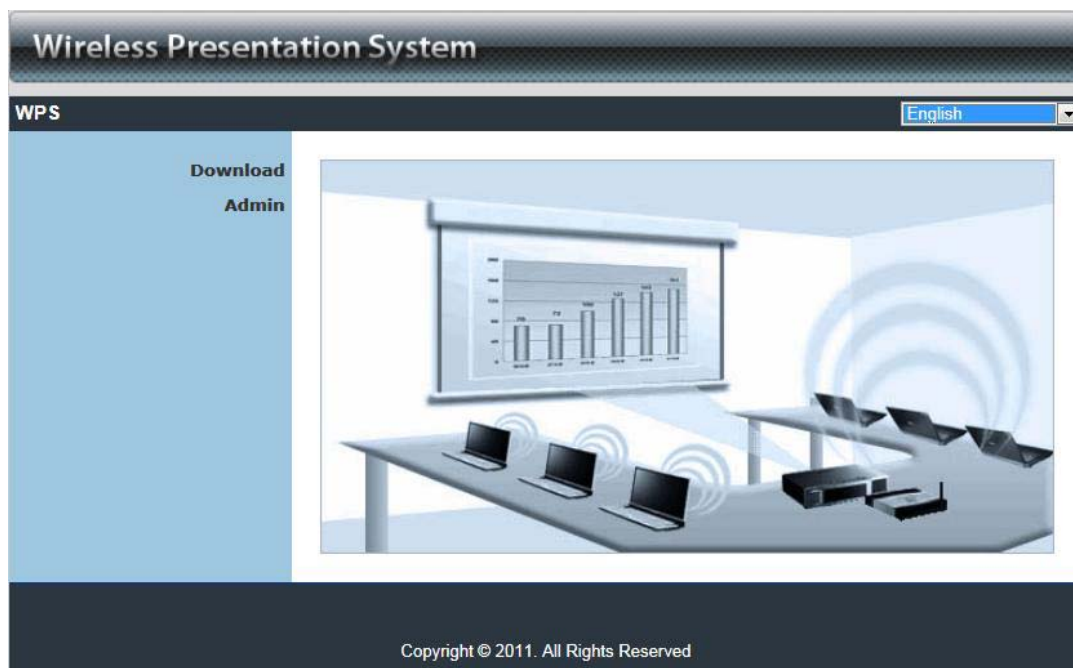 Wireless Presentation System
WPS
English
Download
Admin
Copyright © 2011. All Rights Reserved